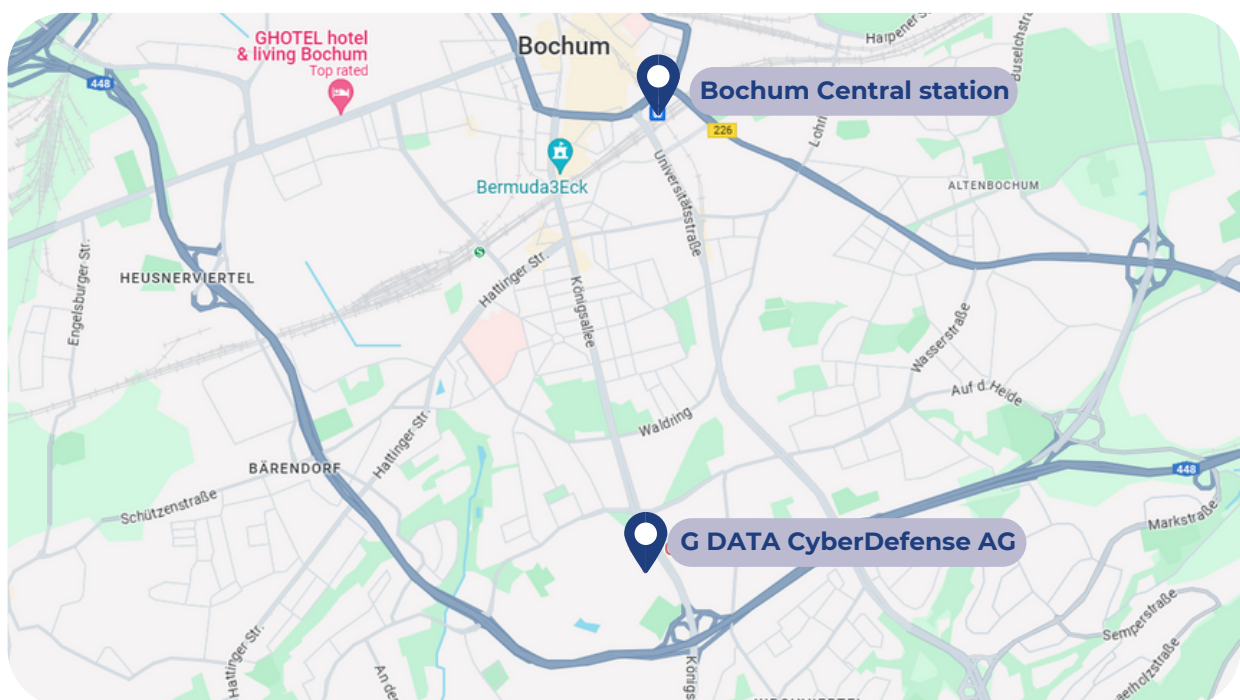 GHOTEL hotel
& living Bochum
Top rated
Bochum
Harpener S
448
Bochum Central station
226
Lohri
Buselohstr
Universitätsstraße
Bermuda3Eck
ALTENBOCHUM
HEUSNERVIERTEL
Engelsburger Str.
S
Hattinger Str.
Königsallee
Wasserstraße
Auf d. Heide
Waldring
Hattinger Str.
BÄRENDORF
448
Schützenstraße
Markstraße
G DATA CyberDefense AG
Semperstraße
Hattinger Str.
An der
Königs